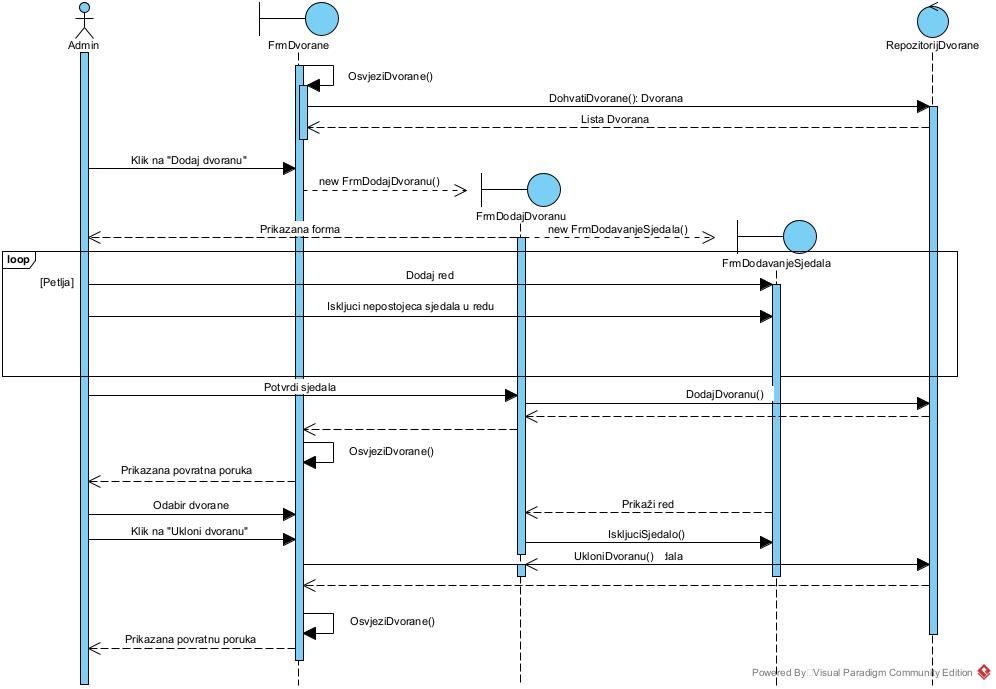 Admin
FrmDvorane
RepozitorijDvorane
OsvjeziDvorane()
DohvatiDvorane(): Dvorana
Lista Dvorana
Klik na "Dodaj dvoranu"
new FrmDodajDvoranu()
FrmDodajDvoranu
Prikazana forma
new FrmDodavanjeSjedala()
loop
FrmDodavanjeSjedala
[Petlja]
Dodaj red
Iskljuci nepostojeca sjedala u redu
Potvrdi sjedala
DodajDvoranu()
OsvjeziDvorane()
Prikazana povratna poruka
Odabir dvorane
Prikaži red
Klik na "Ukloni dvoranu"
IskljuciSjedalo()
UkloniDvoranu()
OsvjeziDvorane()
Prikazana povratnu poruka
Powered By Visual Paradigm Community Edition